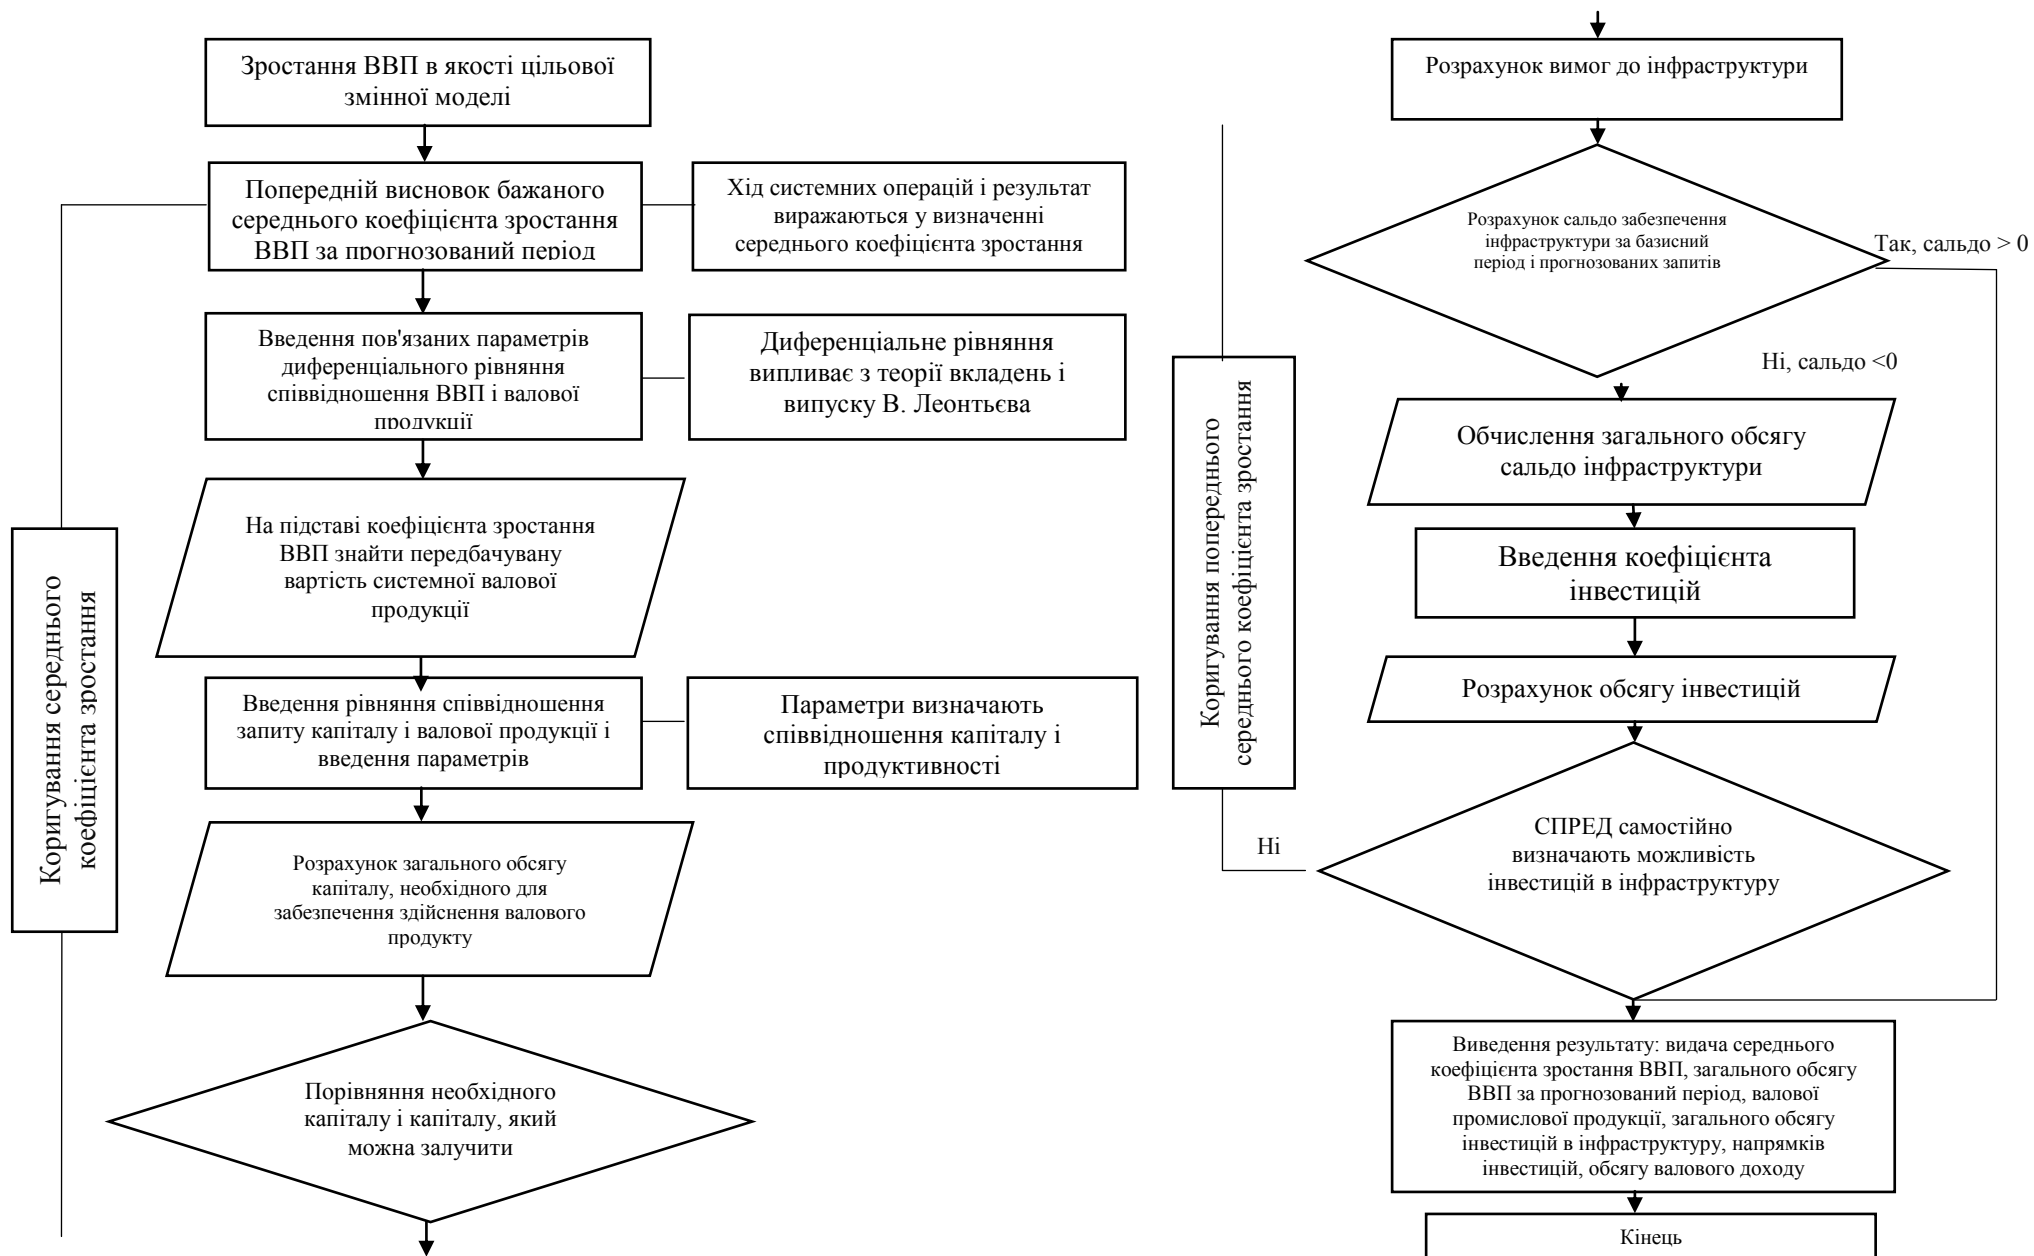 Зростання ВВП в якості цільової
змінної моделі
Попередній висновок бажаного
середнього коефіцієнта зростання
ВВП за прогнозований період
Хід системних операцій і результат
виражаються у визначенні
середнього коефіцієнта зростання
Введення пов'язаних параметрів
диференціального рівняння
співвідношення ВВП і валової
продукції
Диференціальне рівняння
випливає з теорії вкладень і
випуску В. Леонтьєва
На підставі коефіцієнта зростання
ВВП знайти передбачувану
вартість системної валової
продукції
Коригування середнього
коефіцієнта зростання
Введення рівняння співвідношення
запиту капіталу і валової продукції і
введення параметрів
Параметри визначають
співвідношення капіталу і
продуктивності
Розрахунок загального обсягу
капіталу, необхідного для
забезпечення здійснення валового
продукту
Порівняння необхідного
капіталу і капіталу, який
можна залучити
Розрахунок вимог до інфраструктури
Розрахунок сальдо забезпечення
інфраструктури за базисний
період і прогнозованих запитів
Так, сальдо > 0
Ні, сальдо <0
Обчислення загального обсягу
сальдо інфраструктури
Коригування попереднього
середнього коефіцієнта зростання
Введення коефіцієнта
інвестицій
Розрахунок обсягу інвестицій
СПРЕД самостійно
визначають можливість
інвестицій в інфраструктуру
Ні
Виведення результату: видача середнього
коефіцієнта зростання ВВП, загального обсягу
ВВП за прогнозований період, валової
промислової продукції, загального обсягу
інвестицій в інфраструктуру, напрямків
інвестицій, обсягу валового доходу
Кінець